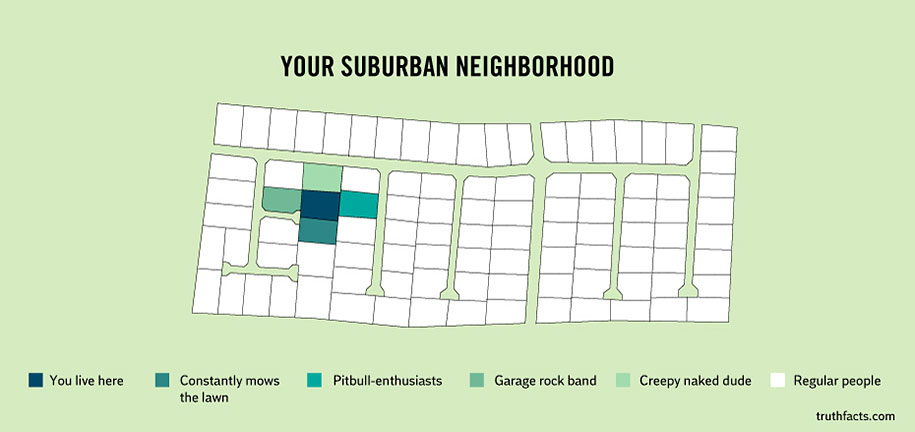 YOUR SUBURBAN NEIGHBORHOOD
You live here
Constantly mows
the lawn
Pitbull-enthusiasts
Garage rock band
Creepy naked dude
Regular people
truthfacts.com